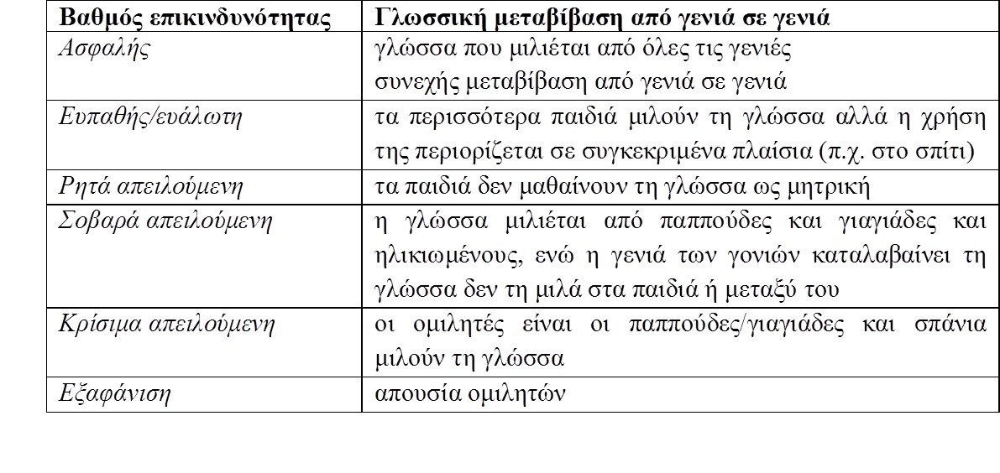 Βαθμός επικινδυνότητας Γλωσσική μεταβίβαση από γενιά σε γενιά
Ασφαλής γλώσσα που μιλιέται από όλες τις γενιές
συνεχής μεταβίβαση από γενιά σε γενιά
Ευπαθής/ευάλωτη τα περισσότερα παιδιά μιλούν τη γλώσσα αλλά η χρήση
της περιορίζεται σε συγκεκριμένα πλαίσια (π.χ. στο σπίτι)
Ρητά απειλούμενη τα παιδιά δεν μαθαίνουν τη γλώσσα ως μητρική
Σοβαρά απειλούμενη η γλώσσα μιλιέται από παππούδες και γιαγιάδες και
ηλικιωμένους, ενώ η γενιά των γονιών καταλαβαίνει τη
γλώσσα δεν τη μιλά στα παιδιά ή μεταξύ του
Κρίσιμα απειλούμενη οι ομιλητές είναι οι παππούδες/γιαγιάδες και σπάνια
μιλούν τη γλώσσα
Εξαφάνιση απουσία ομιλητών